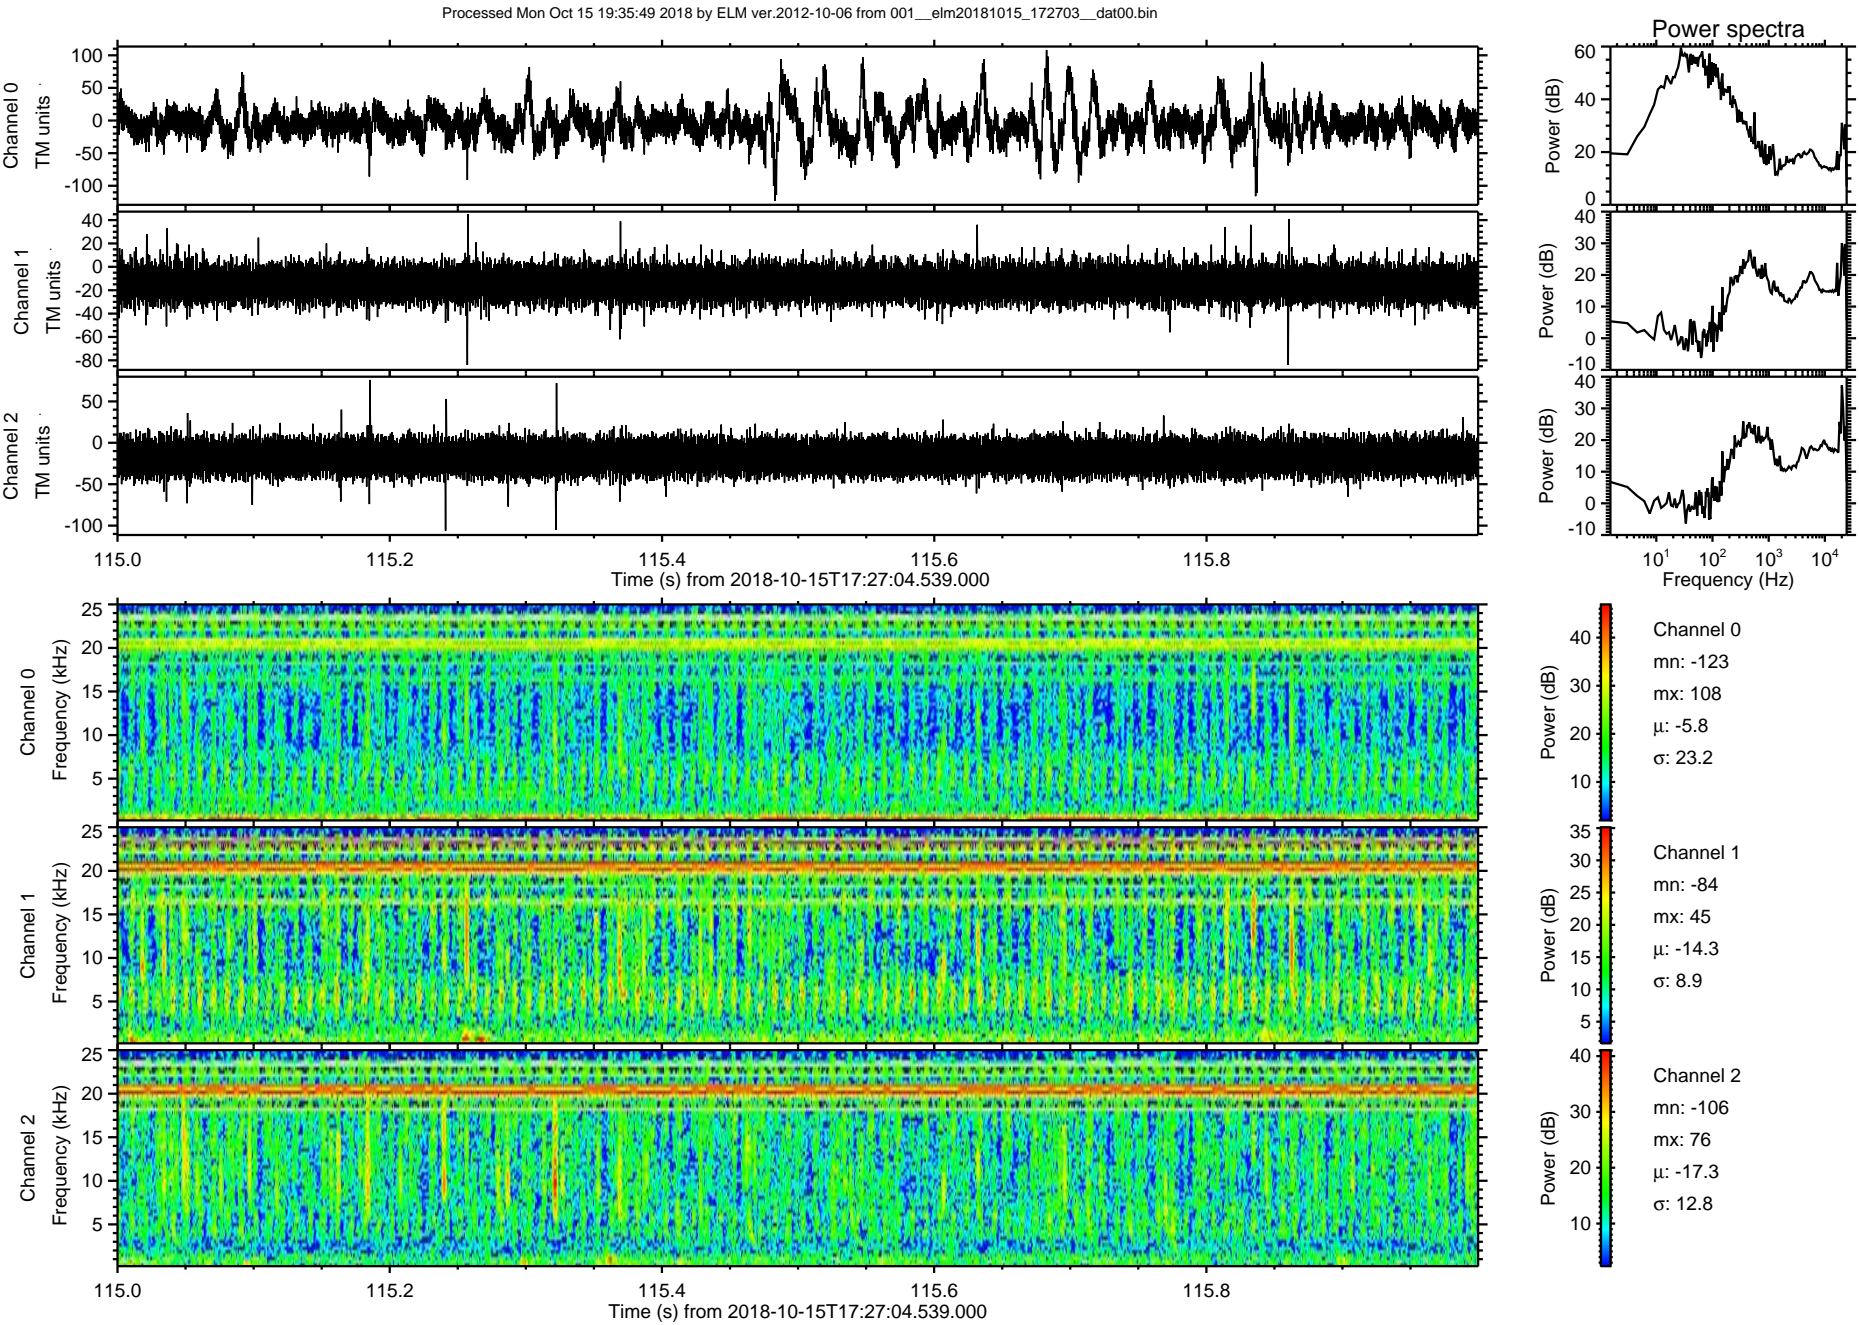 Processed Mon Oct 15 19:35:49 2018 by ELM ver.2012-10-06 from 001__elm20181015_172703__dat00.bin
Power spectra
Channel 0
TM units
100
50
0
-50
-100
Power (dB)
60
40
20
0
Channel 1
TM units
40
20
0
-20
-40
-60
-80
Power (dB)
40
30
20
10
0
-10
Channel 2
TM units
50
0
-50
-100
Power (dB)
40
30
20
10
0
-10
115.0 115.2 115.4 115.6 115.8
Time (s) from 2018-10-15T17:27:04.539.000
10¹ 10² 10³ 10⁴
Frequency (Hz)
Channel 0
Frequency (kHz)
25
20
15
10
5
Power (dB)
40
30
20
10
Channel 0
mn: -123
mx: 108
μ: -5.8
σ: 23.2
Channel 1
Frequency (kHz)
25
20
15
10
5
Power (dB)
35
30
25
20
15
10
5
Channel 1
mn: -84
mx: 45
μ: -14.3
σ: 8.9
Channel 2
Frequency (kHz)
25
20
15
10
5
Power (dB)
40
30
20
10
Channel 2
mn: -106
mx: 76
μ: -17.3
σ: 12.8
115.0 115.2 115.4 115.6 115.8
Time (s) from 2018-10-15T17:27:04.539.000